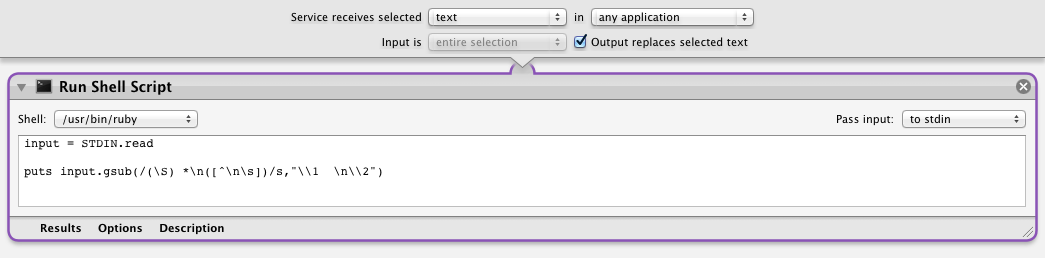 Service receives selected text in any application
Input is entire selection Output replaces selected text
Run Shell Script
Shell: /usr/bin/ruby Pass input: to stdin
input = STDIN.read
puts input.gsub(/(\S) *\n([^\n\s])/s,"\\1  \n\\2")
Results Options Description